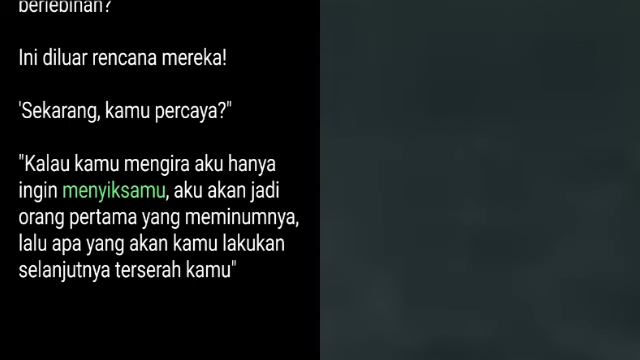 berlebihan?
Ini diluar rencana mereka!
'Sekarang, kamu percaya?"
"Kalau kamu mengira aku hanya
ingin menyiksamu, aku akan jadi
orang pertama yang meminumnya,
lalu apa yang akan kamu lakukan
selanjutnya terserah kamu"